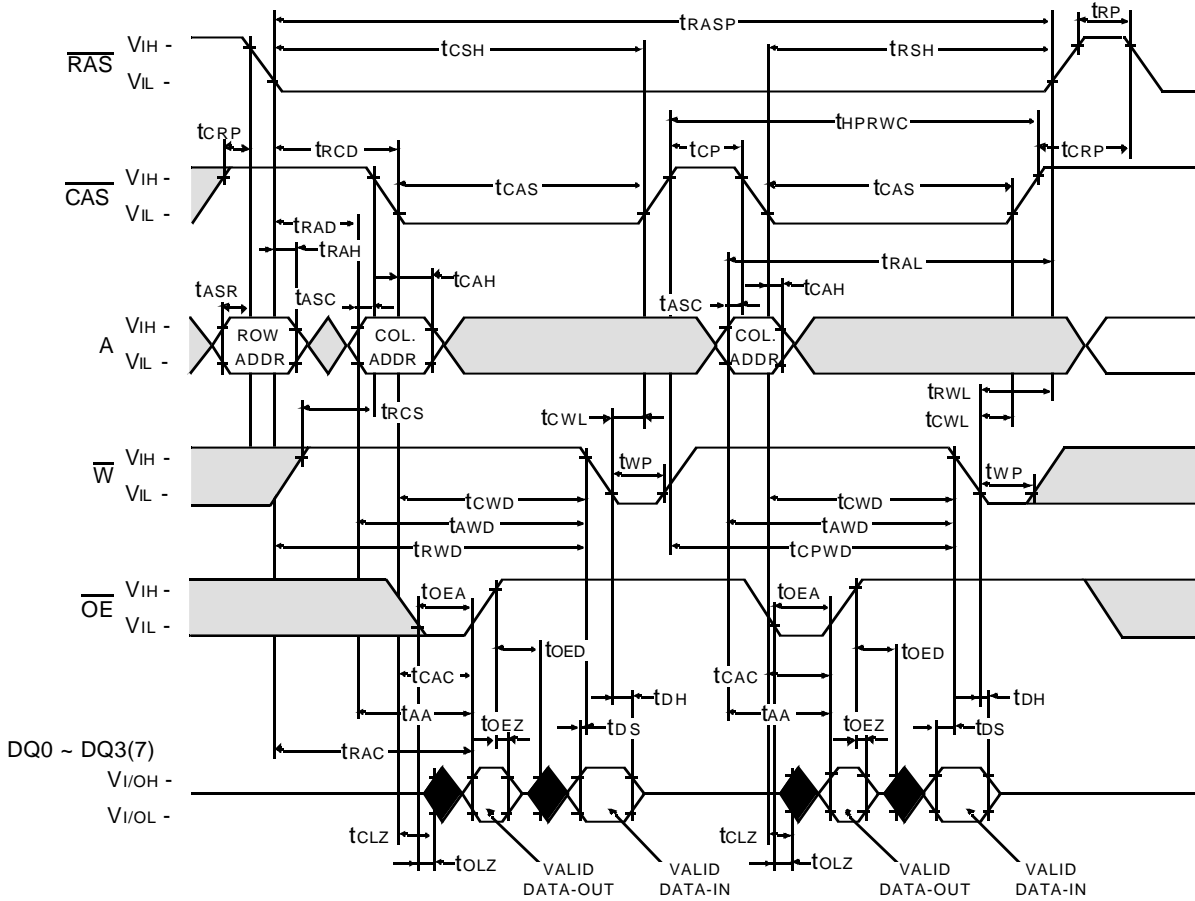 tRASP
tRP
VIH -
tCSH
tRSH
RAS
VIL -
tHPRWC
tCRP
tRCD
tCP
tCRP
VIH -
CAS
tCAS
tCAS
VIL -
tRAD
tRAH
tRAL
tASR
tASC
tCAH
tASC
tCAH
VIH -
A
ROW ADDR
COL. ADDR
COL. ADDR
VIL -
tRWL
tRCS
tCWL
tCWL
VIH -
W
tWP
tWP
VIL -
tCWD
tCWD
tAWD
tAWD
tRWD
tCPWD
VIH -
OE
tOEA
tOEA
VIL -
tOED
tOED
tCAC
tCAC
tDH
tDH
tAA
tOEZ
tDS
tAA
tOEZ
tDS
tRAC
DQ0 ~ DQ3(7)
VI/OH -
VI/OL -
tCLZ
tCLZ
tOLZ
tOLZ
VALID DATA-OUT
VALID DATA-IN
VALID DATA-OUT
VALID DATA-IN